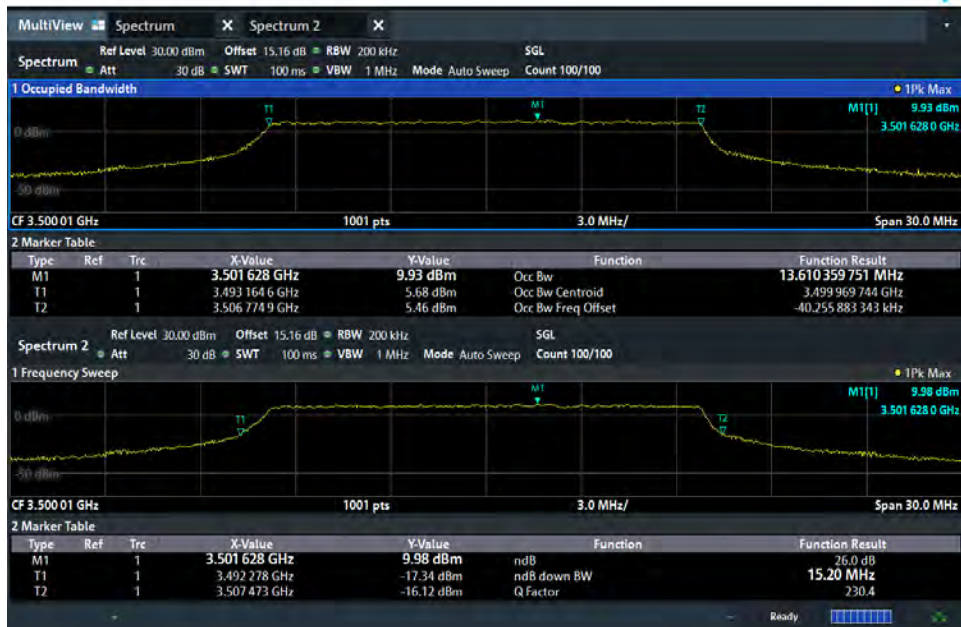 MultiView Spectrum X Spectrum 2 X
Spectrum Ref Level 30.00 dBm Offset 15.16 dB RBW 200 kHz SGL
Att 30 dB SWT 100 ms VBW 1 MHz Mode Auto Sweep Count 100/100
1 Occupied Bandwidth 1Pk Max
T1 M1 T2 M1[1] 9.93 dBm
0 dBm 3.501 628 0 GHz
-50 dBm
CF 3.500 01 GHz 1001 pts 3.0 MHz/ Span 30.0 MHz
2 Marker Table
Type Ref Trc X-Value Y-Value Function Function Result
M1 1 3.501 628 GHz 9.93 dBm Occ Bw 13.610 359 751 MHz
T1 1 3.493 164 6 GHz 5.68 dBm Occ Bw Centroid 3.499 969 744 GHz
T2 1 3.506 774 9 GHz 5.46 dBm Occ Bw Freq Offset -40.255 883 343 kHz
Spectrum 2 Ref Level 30.00 dBm Offset 15.16 dB RBW 200 kHz SGL
Att 30 dB SWT 100 ms VBW 1 MHz Mode Auto Sweep Count 100/100
1 Frequency Sweep 1Pk Max
M1 M1[1] 9.98 dBm
0 dBm T1 T2 3.501 628 0 GHz
-50 dBm
CF 3.500 01 GHz 1001 pts 3.0 MHz/ Span 30.0 MHz
2 Marker Table
Type Ref Trc X-Value Y-Value Function Function Result
M1 1 3.501 628 GHz 9.98 dBm ndB 26.0 dB
T1 1 3.492 278 GHz -17.34 dBm ndB down BW 15.20 MHz
T2 1 3.507 473 GHz -16.12 dBm Q Factor 230.4
Ready